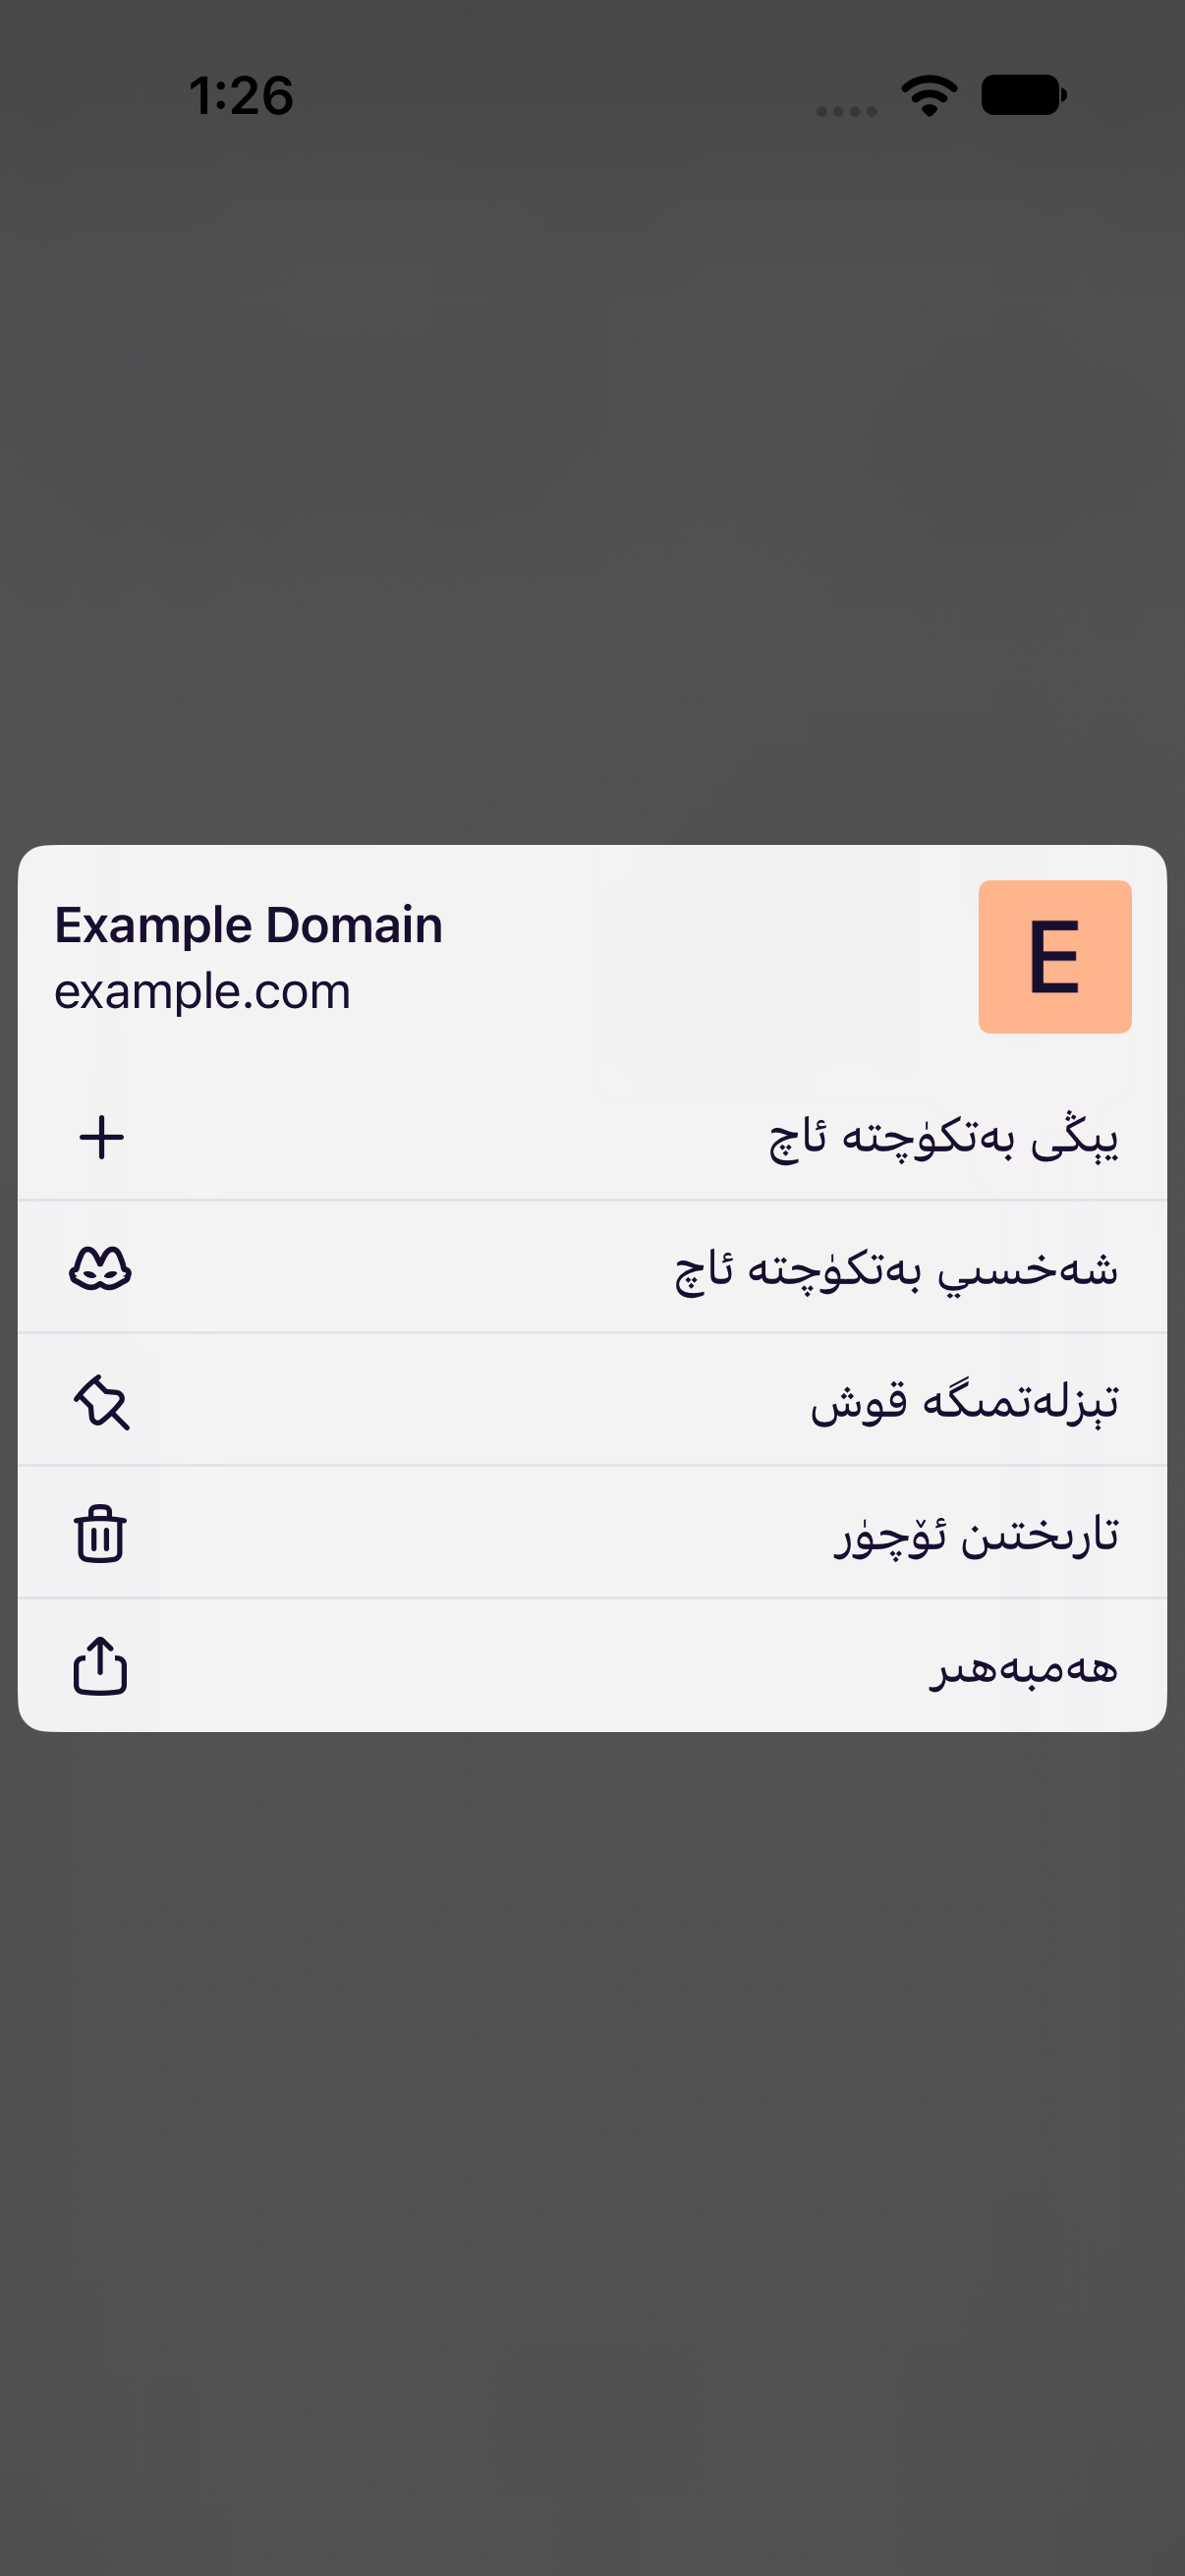 1:26
Example Domain
example.com
E
يېڭى بەتكۈچتە ئاچ
شەخسىي بەتكۈچتە ئاچ
تېزلەتمىگە قوش
تارىختىن ئۆچۈر
ھەمبەھىر